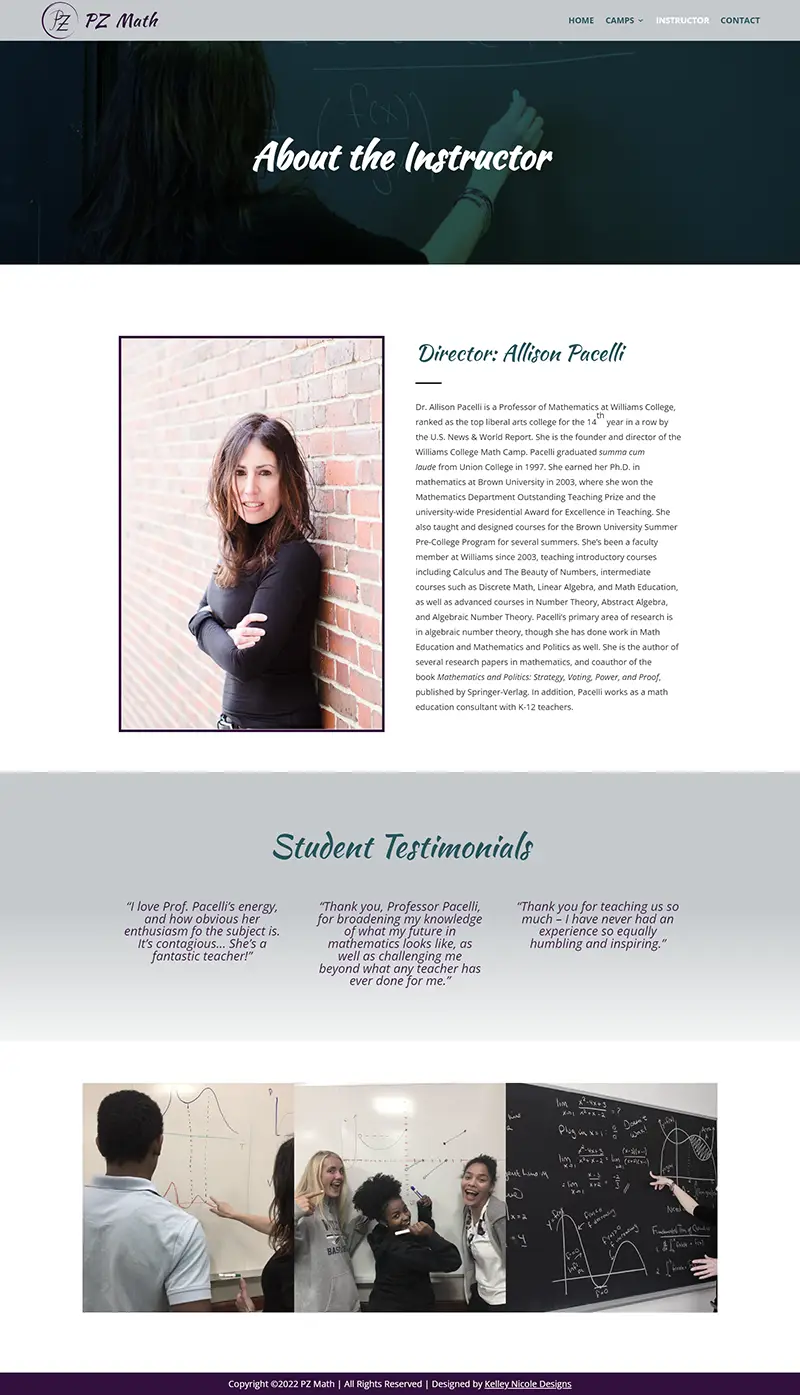 PZ
PZ Math
HOME
CAMPS
INSTRUCTOR
CONTACT
f(x)
About the Instructor
Director: Allison Pacelli
Dr. Allison Pacelli is a Professor of Mathematics at Williams College,
ranked as the top liberal arts college for the 14th year in a row by
the U.S. News & World Report. She is the founder and director of the
Williams College Math Camp. Pacelli graduated summa cum
laude from Union College in 1997. She earned her Ph.D. in
mathematics at Brown University in 2003, where she won the
Mathematics Department Outstanding Teaching Prize and the
university-wide Presidential Award for Excellence in Teaching. She
also taught and designed courses for the Brown University Summer
Pre-College Program for several summers. She's been a faculty
member at Williams since 2003, teaching introductory courses
including Calculus and The Beauty of Numbers, intermediate
courses such as Discrete Math, Linear Algebra, and Math Education,
as well as advanced courses in Number Theory, Abstract Algebra,
and Algebraic Number Theory. Pacelli's primary area of research is
in algebraic number theory, though she has done work in Math
Education and Mathematics and Politics as well. She is the author of
several research papers in mathematics, and coauthor of the
book Mathematics and Politics: Strategy, Voting, Power, and Proof,
published by Springer-Verlag. In addition, Pacelli works as a math
education consultant with K-12 teachers.
Student Testimonials
“I love Prof. Pacelli’s energy,
and how obvious her
enthusiasm fo the subject is.
It’s contagious... She’s a
fantastic teacher!”
“Thank you, Professor Pacelli,
for broadening my knowledge
of what my future in
mathematics looks like, as
well as challenging me
beyond what any teacher has
ever done for me.”
“Thank you for teaching us so
much – I have never had an
experience so equally
humbling and inspiring.”
Plug in x=1:
Copyright ©2022 PZ Math | All Rights Reserved | Designed by Kelley Nicole Designs